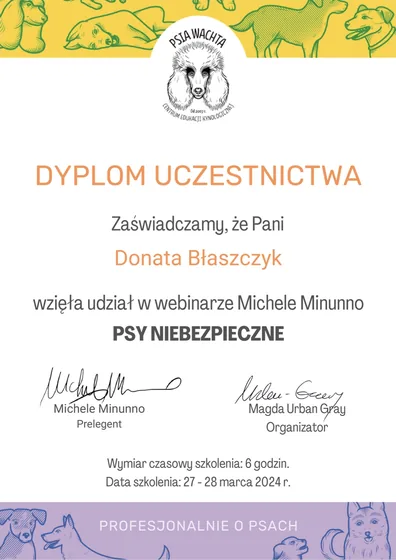 PSIA WACHTA
CENTRUM EDUKACJI KYNOLOGICZNEJ
DYPLOM UCZESTNICTWA
Zaświadczamy, że Pani
Donata Błaszczyk
wzięła udział w webinarze Michele Minunno
PSY NIEBEZPIECZNE
Michele Minunno
Prelegent
Magda Urban Gray
Organizator
Wymiar czasowy szkolenia: 6 godzin.
Data szkolenia: 27 - 28 marca 2024 r.
PROFESJONALNIE O PSACH